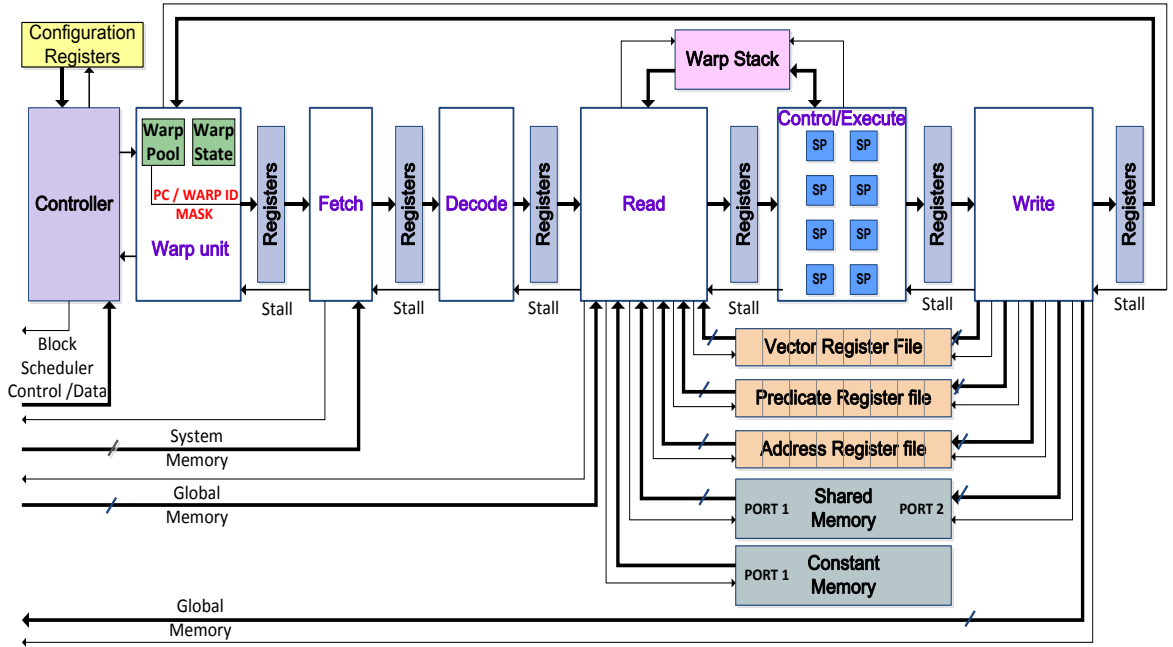 Configuration
Registers
Controller
Warp
Pool
Warp
State
PC / WARP ID
MASK
Warp unit
Registers
Fetch
Registers
Decode
Registers
Read
Warp Stack
Registers
Control/Execute
SP SP
SP SP
SP SP
SP SP
Registers
Write
Registers
Stall
Stall
Stall
Stall
Stall
Stall
Block
Scheduler
Control /Data
System
Memory
Global
Memory
Vector Register File
Predicate Register file
Address Register file
PORT 1
Shared
Memory
PORT 2
PORT 1
Constant
Memory
Global
Memory